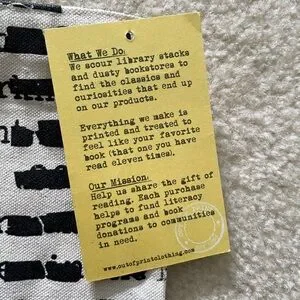 What We Do.
We scour library stacks
and dusty bookstores to
find the classics and
curiosities that end up
on our products.
Everything we make is
printed and treated to
feel like your favorite
book (that one you have
read eleven times).
Our Mission.
Help us share the gift of
reading. Each purchase
helps to fund literacy
programs and book
donations to communities
in need.
www.outofprintclothing.com